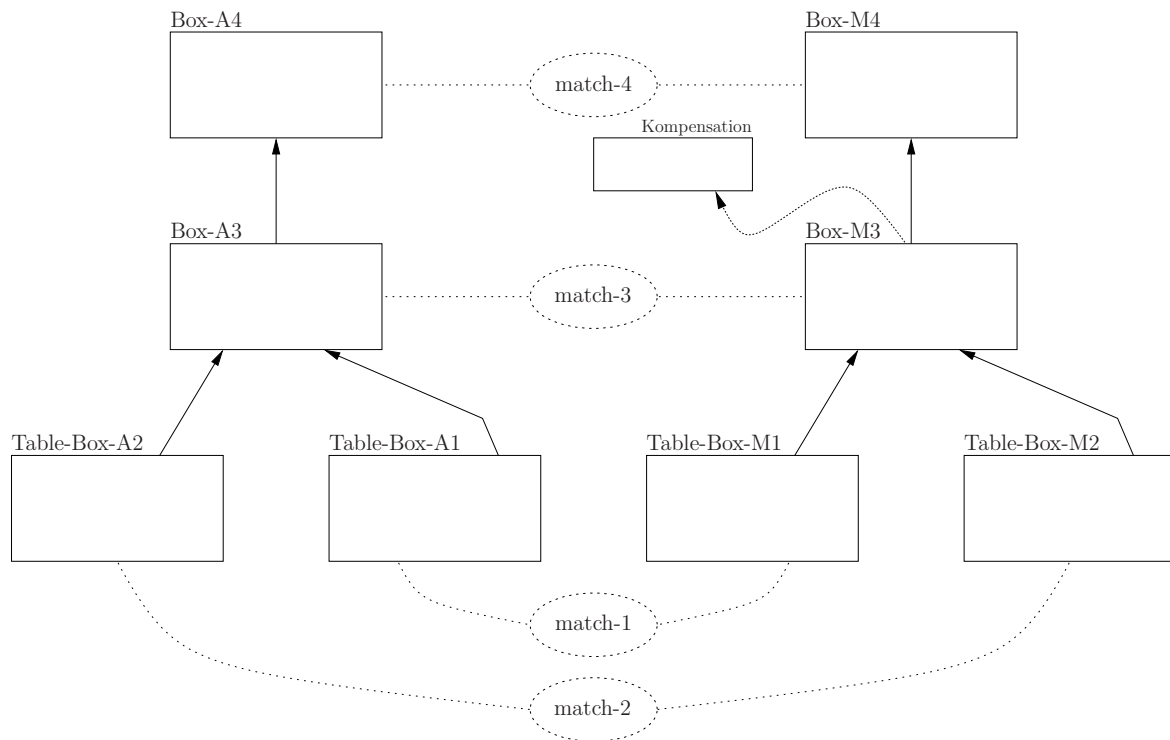 Box-A4
Box-M4
match-4
Kompensation
Box-A3
Box-M3
match-3
Table-Box-A2
Table-Box-A1
Table-Box-M1
Table-Box-M2
match-1
match-2